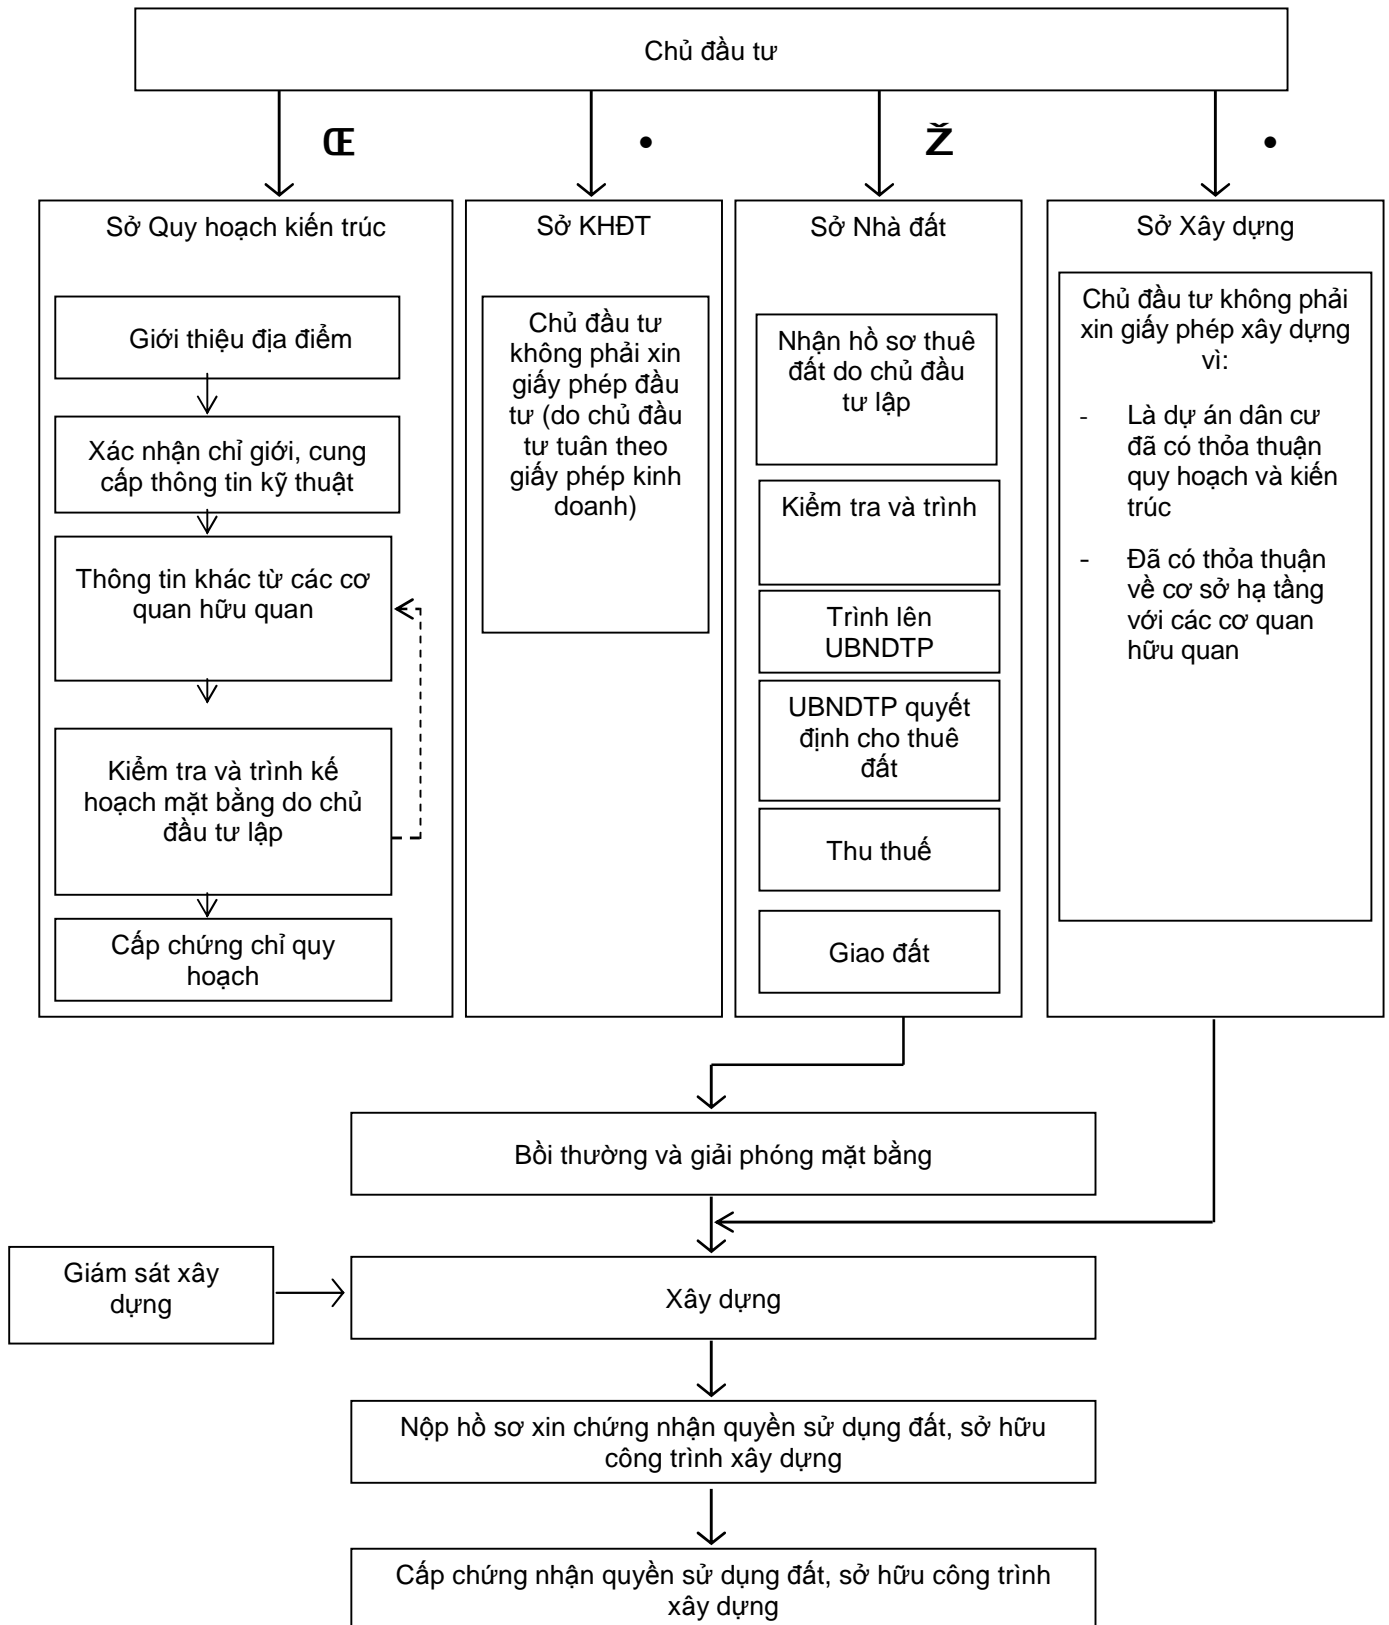 Chủ đầu tư
Œ
•
Ž
•
Sở Quy hoạch kiến trúc
Giới thiệu địa điểm
Xác nhận chỉ giới, cung
cấp thông tin kỹ thuật
Thông tin khác từ các cơ
quan hữu quan
Kiểm tra và trình kế
hoạch mặt bằng do chủ
đầu tư lập
Cấp chứng chỉ quy
hoạch
Sở KHĐT
Chủ đầu tư
không phải xin
giấy phép đầu
tư (do chủ đầu
tư tuân theo
giấy phép kinh
doanh)
Sở Nhà đất
Nhận hồ sơ thuê
đất do chủ đầu
tư lập
Kiểm tra và trình
Trình lên
UBNDTP
UBNDTP quyết
định cho thuê
đất
Thu thuế
Giao đất
Sở Xây dựng
Chủ đầu tư không phải
xin giấy phép xây dựng
vì:
- Là dự án dân cư
đã có thỏa thuận
quy hoạch và kiến
trúc
- Đã có thỏa thuận
về cơ sở hạ tầng
với các cơ quan
hữu quan
Bồi thường và giải phóng mặt bằng
Giám sát xây
dựng
Xây dựng
Nộp hồ sơ xin chứng nhận quyền sử dụng đất, sở hữu
công trình xây dựng
Cấp chứng nhận quyền sử dụng đất, sở hữu công trình
xây dựng